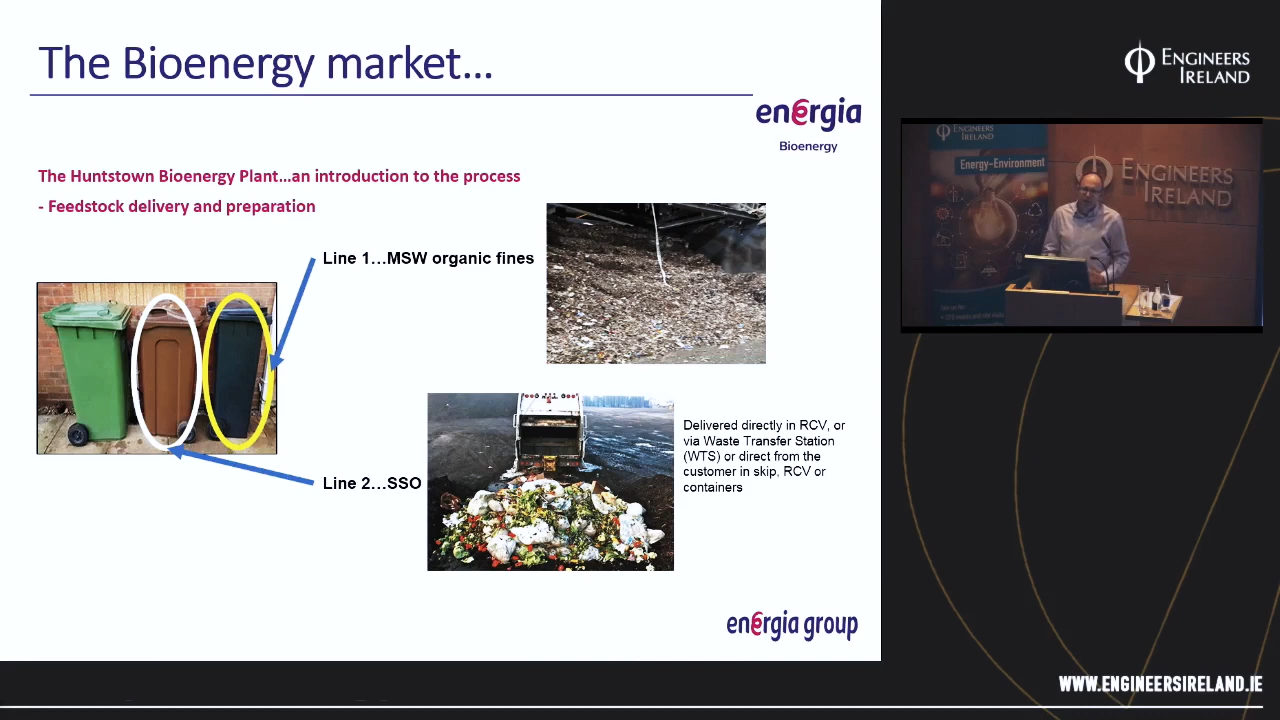 The Bioenergy market...
energia
Bioenergy
The Huntstown Bioenergy Plant...an introduction to the process
- Feedstock delivery and preparation
Line 1...MSW organic fines
Line 2...SSO
Delivered directly in RCV, or
via Waste Transfer Station
(WTS) or direct from the
customer in skip, RCV or
containers
energia group
ENGINEERS
IRELAND
ENGINEERS
IRELAND
Energy-Environment
ENGINEERS
IRELAND
WWW.ENGINEERSIRELAND.IE